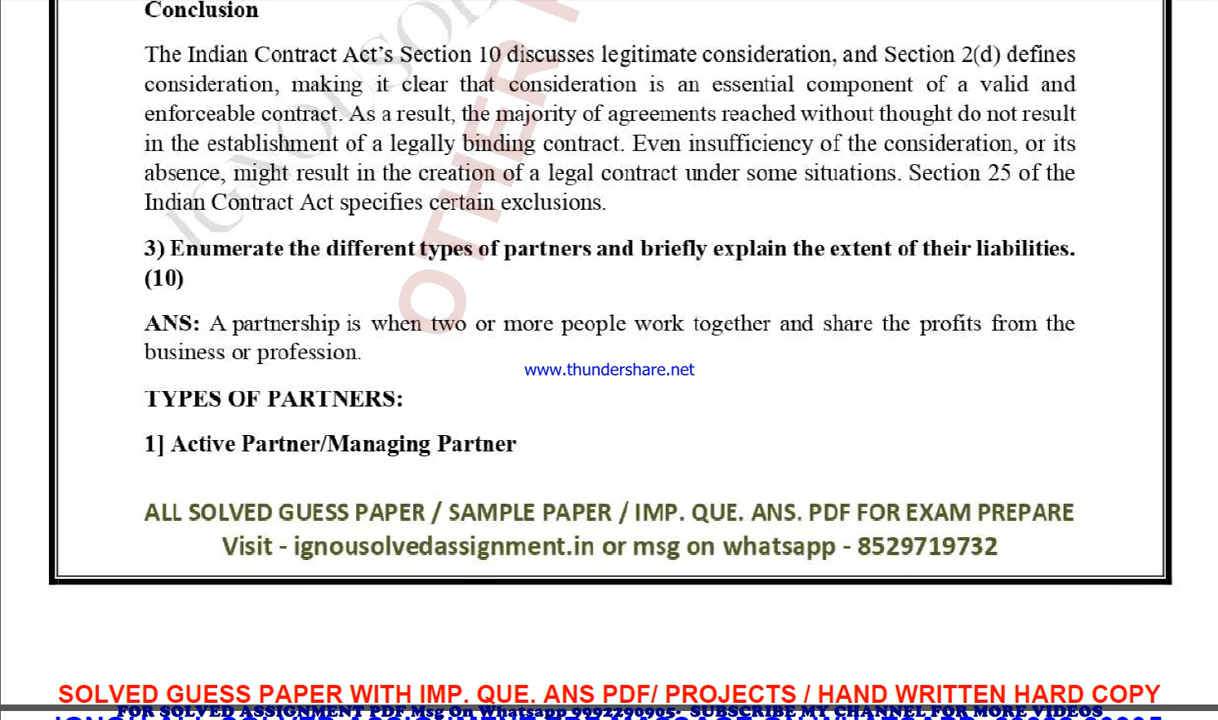 Conclusion
The Indian Contract Act's Section 10 discusses legitimate consideration, and Section 2(d) defines
consideration, making it clear that consideration is an essential component of a valid and
enforceable contract. As a result, the majority of agreements reached without thought do not result
in the establishment of a legally binding contract. Even insufficiency of the consideration, or its
absence, might result in the creation of a legal contract under some situations. Section 25 of the
Indian Contract Act specifies certain exclusions.
3) Enumerate the different types of partners and briefly explain the extent of their liabilities.
(10)
ANS: A partnership is when two or more people work together and share the profits from the
business or profession.
www.thundershare.net
TYPES OF PARTNERS:
1] Active Partner/Managing Partner
ALL SOLVED GUESS PAPER / SAMPLE PAPER / IMP. QUE. ANS. PDF FOR EXAM PREPARE
Visit - ignousolvedassignment.in or msg on whatsapp - 8529719732
OTHER
IGNOUSOL
SOLVED GUESS PAPER WITH IMP. QUE. ANS PDF/ PROJECTS / HAND WRITTEN HARD COPY
FOR SOLVED ASSIGNMENT PDF Msg On Whatsapp 9992290905- SUBSCRIBE MY CHANNEL FOR MORE VIDEOS